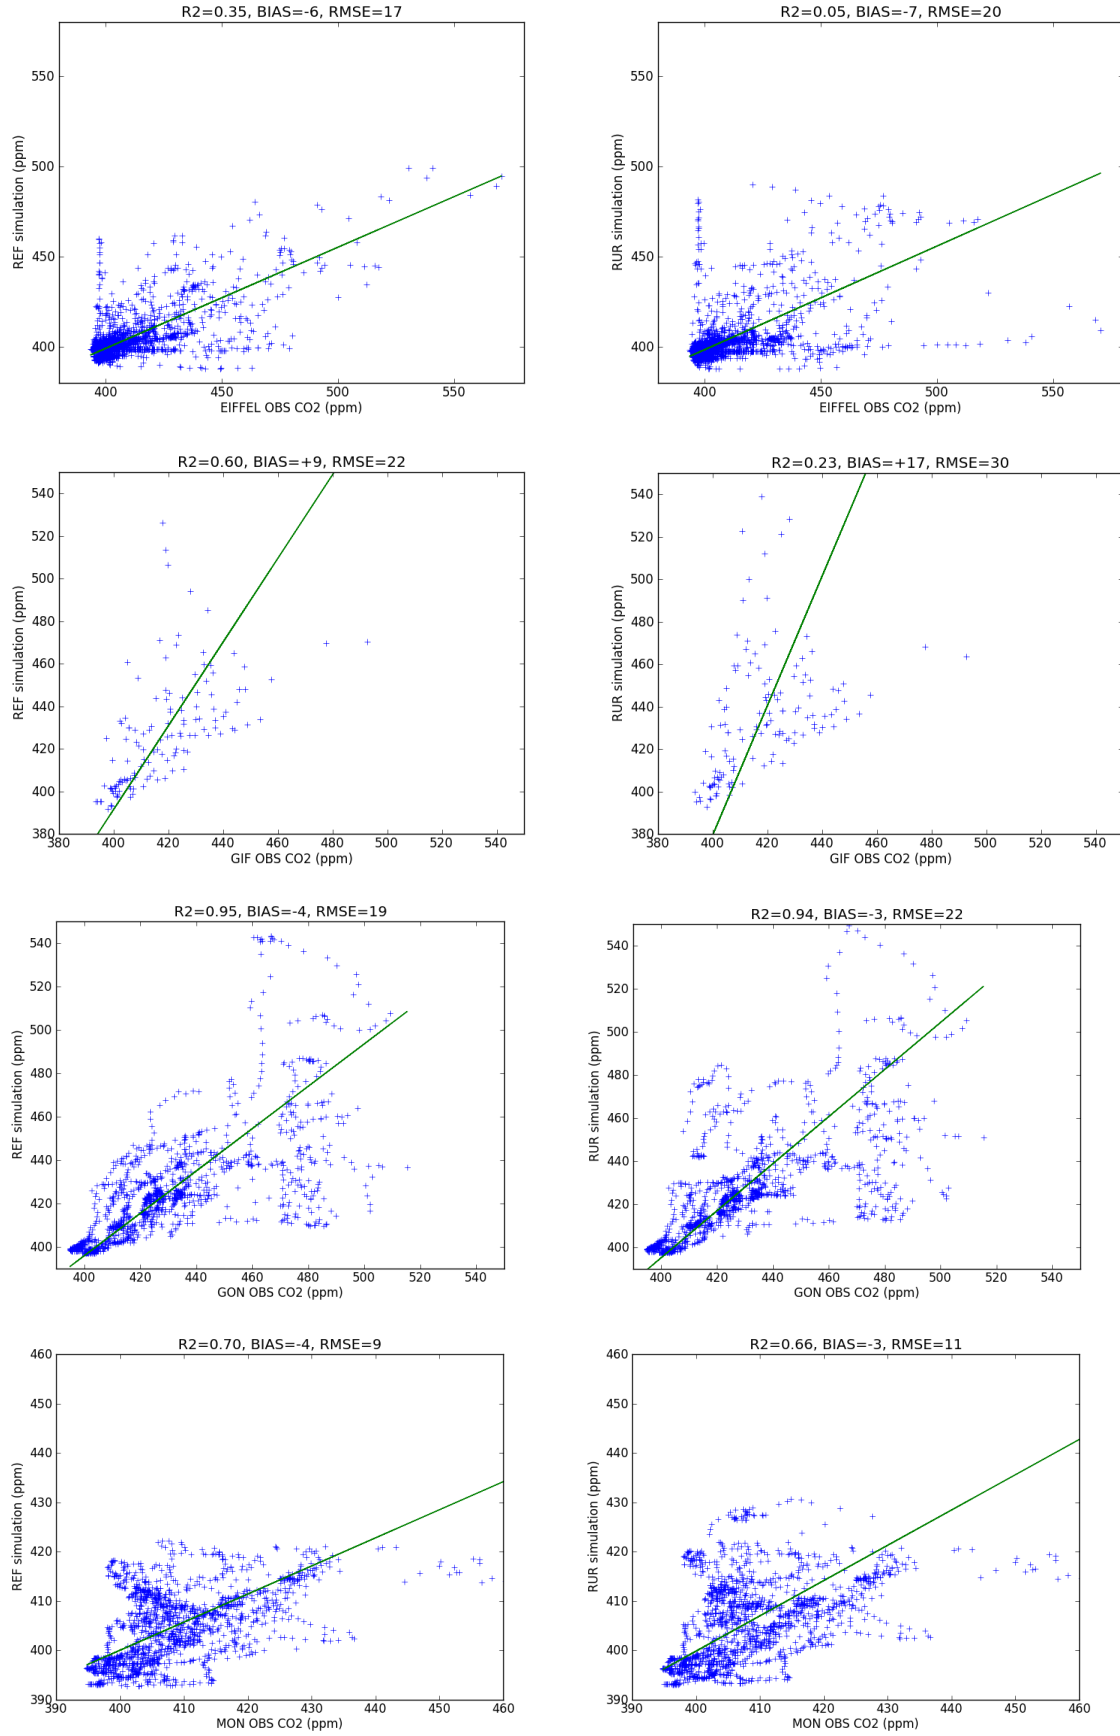 R2=0.35, BIAS=-6, RMSE=17
REF simulation (ppm)
550
500
450
400
400 450 500 550
EIFFEL OBS CO2 (ppm)
R2=0.05, BIAS=-7, RMSE=20
RUR simulation (ppm)
550
500
450
400
400 450 500 550
EIFFEL OBS CO2 (ppm)
R2=0.60, BIAS=+9, RMSE=22
REF simulation (ppm)
540
520
500
480
460
440
420
400
380
380 400 420 440 460 480 500 520 540
GIF OBS CO2 (ppm)
R2=0.23, BIAS=+17, RMSE=30
RUR simulation (ppm)
540
520
500
480
460
440
420
400
380
380 400 420 440 460 480 500 520 540
GIF OBS CO2 (ppm)
R2=0.95, BIAS=-4, RMSE=19
REF simulation (ppm)
540
520
500
480
460
440
420
400
400 420 440 460 480 500 520 540
GON OBS CO2 (ppm)
R2=0.94, BIAS=-3, RMSE=22
RUR simulation (ppm)
540
520
500
480
460
440
420
400
400 420 440 460 480 500 520 540
GON OBS CO2 (ppm)
R2=0.70, BIAS=-4, RMSE=9
REF simulation (ppm)
460
450
440
430
420
410
400
390
390 400 410 420 430 440 450 460
MON OBS CO2 (ppm)
R2=0.66, BIAS=-3, RMSE=11
RUR simulation (ppm)
460
450
440
430
420
410
400
390
390 400 410 420 430 440 450 460
MON OBS CO2 (ppm)